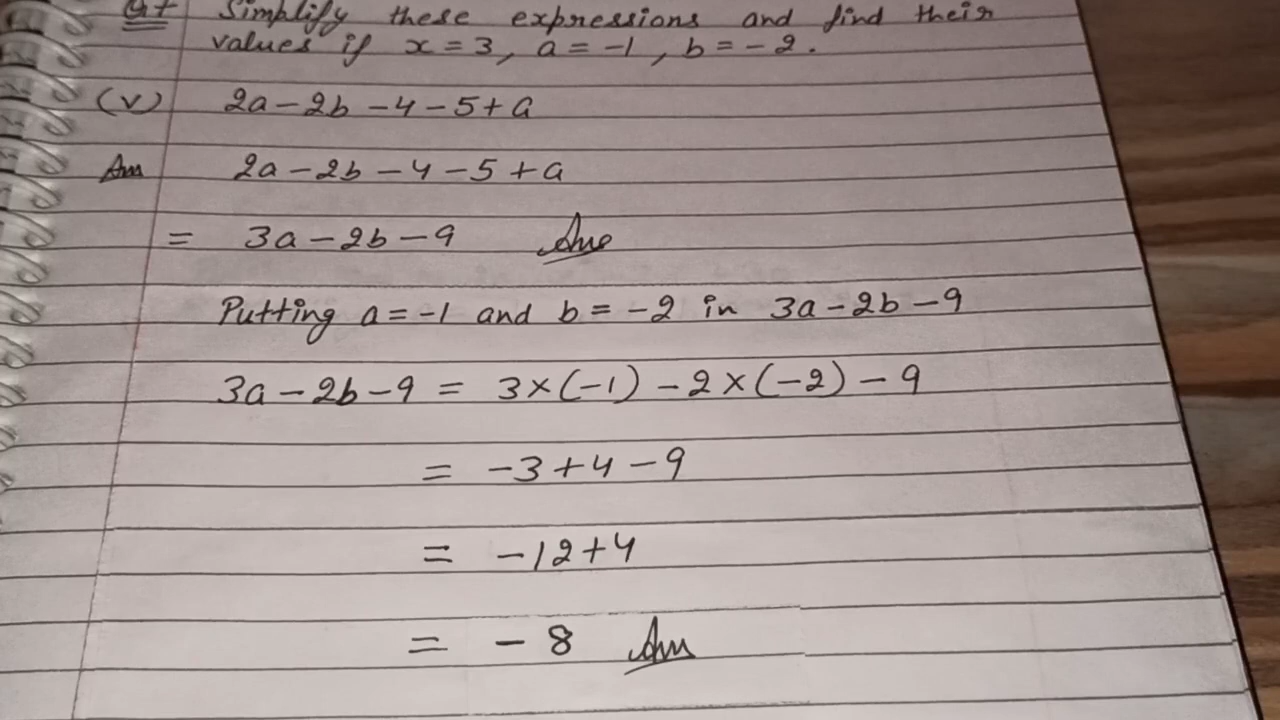 Q7 Simplify these expressions and find their
values if x = 3, a = -1, b = -2.
(v) 2a - 2b - 4 - 5 + a
Ans 2a - 2b - 4 - 5 + a
= 3a - 2b - 9 Ans
Putting a = -1 and b = -2 in 3a - 2b - 9
3a - 2b - 9 = 3 × (-1) - 2 × (-2) - 9
= -3 + 4 - 9
= -12 + 4
= - 8 Ans